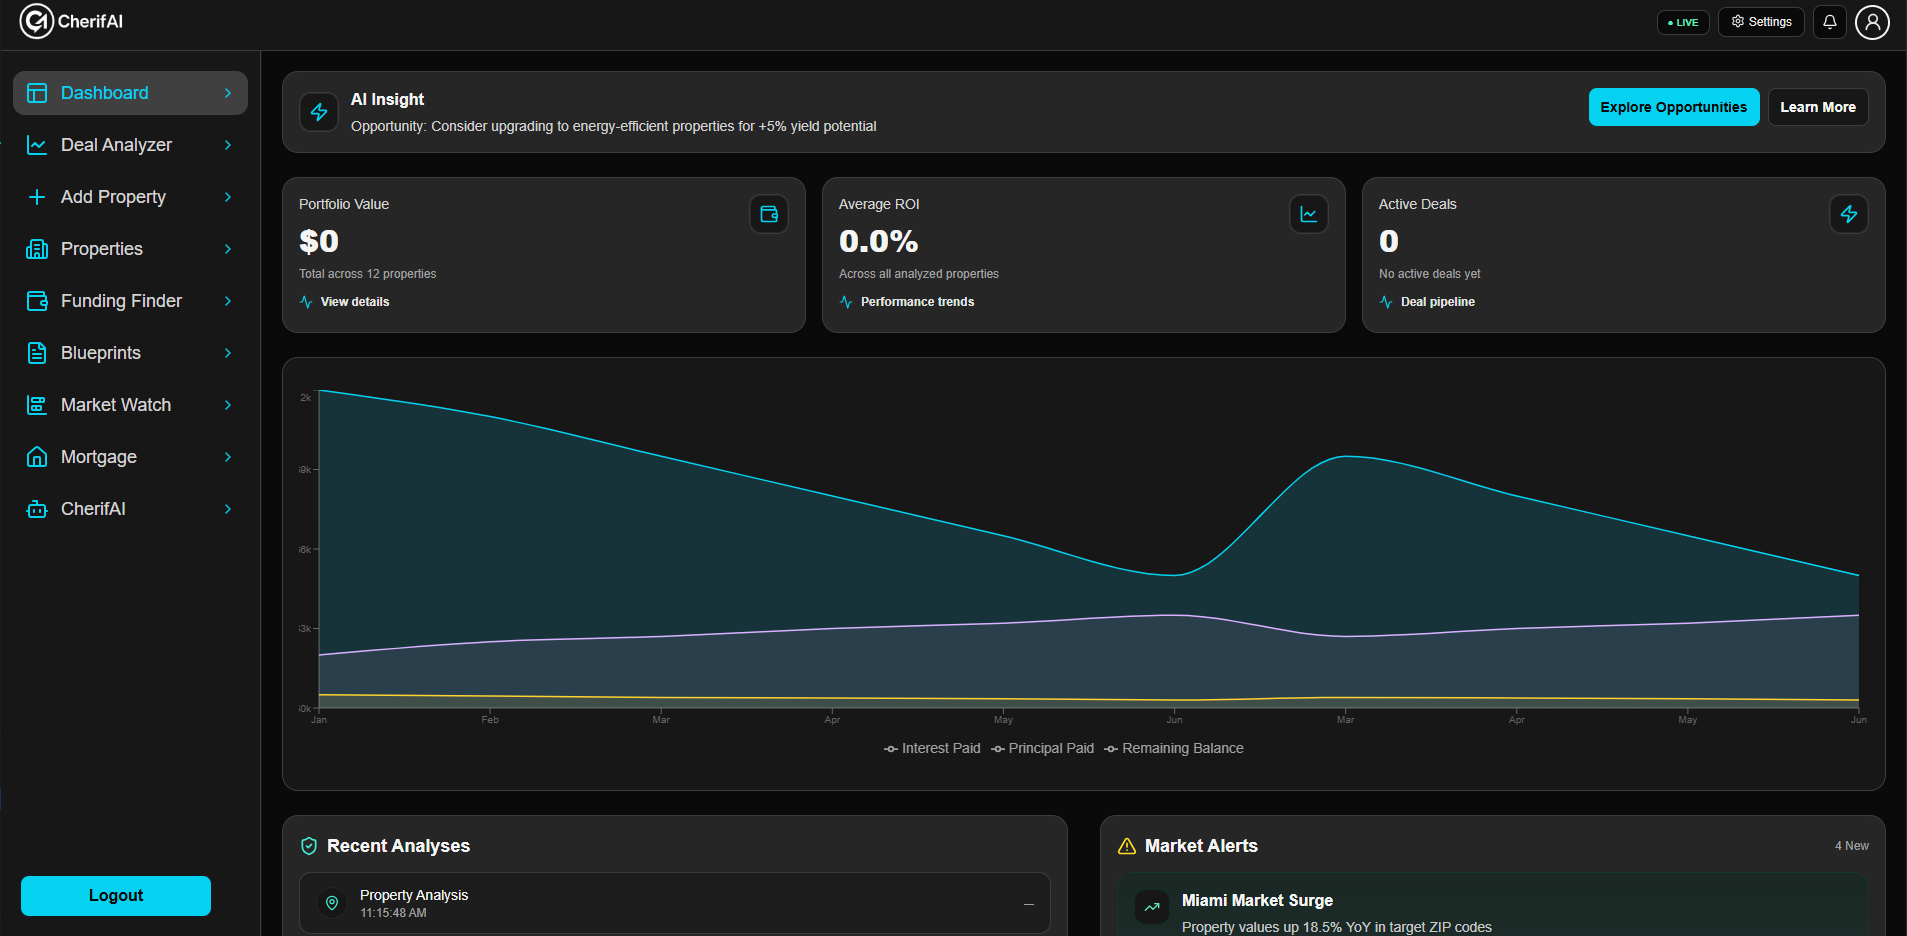 CherifAI
LIVE
Settings
Dashboard
Deal Analyzer
Add Property
Properties
Funding Finder
Blueprints
Market Watch
Mortgage
CherifAI
Logout
AI Insight
Opportunity: Consider upgrading to energy-efficient properties for +5% yield potential
Explore Opportunities
Learn More
Portfolio Value
$0
Total across 12 properties
View details
Average ROI
0.0%
Across all analyzed properties
Performance trends
Active Deals
0
No active deals yet
Deal pipeline
2k
Jan Feb Mar Apr May Jun Mar Apr May Jun
Interest Paid Principal Paid Remaining Balance
Recent Analyses
Property Analysis
11:15:48 AM
—
Market Alerts
4 New
Miami Market Surge
Property values up 18.5% YoY in target ZIP codes